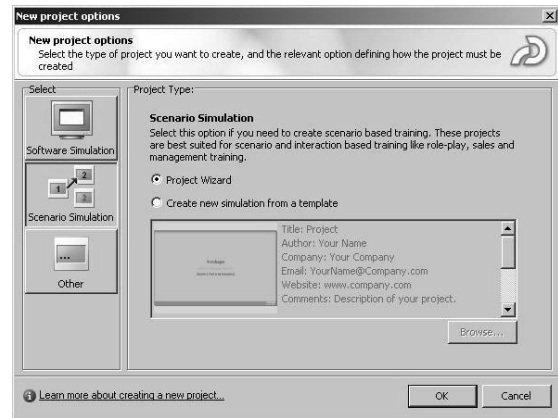 New project options
New project options
Select the type of project you want to create, and the relevant option defining how the project must be
created
Select
Software Simulation
1
2
3
Scenario Simulation
...
Other
Project Type:
Scenario Simulation
Select this option if you need to create scenario based training. These projects
are best suited for scenario and interaction based training like role-play, sales and
management training.
Project Wizard
Create new simulation from a template
Title: Project
Author: Your Name
Company: Your Company
Email: YourName@Company.com
Website: www.company.com
Comments: Description of your project.
Browse...
Learn more about creating a new project...
OK
Cancel